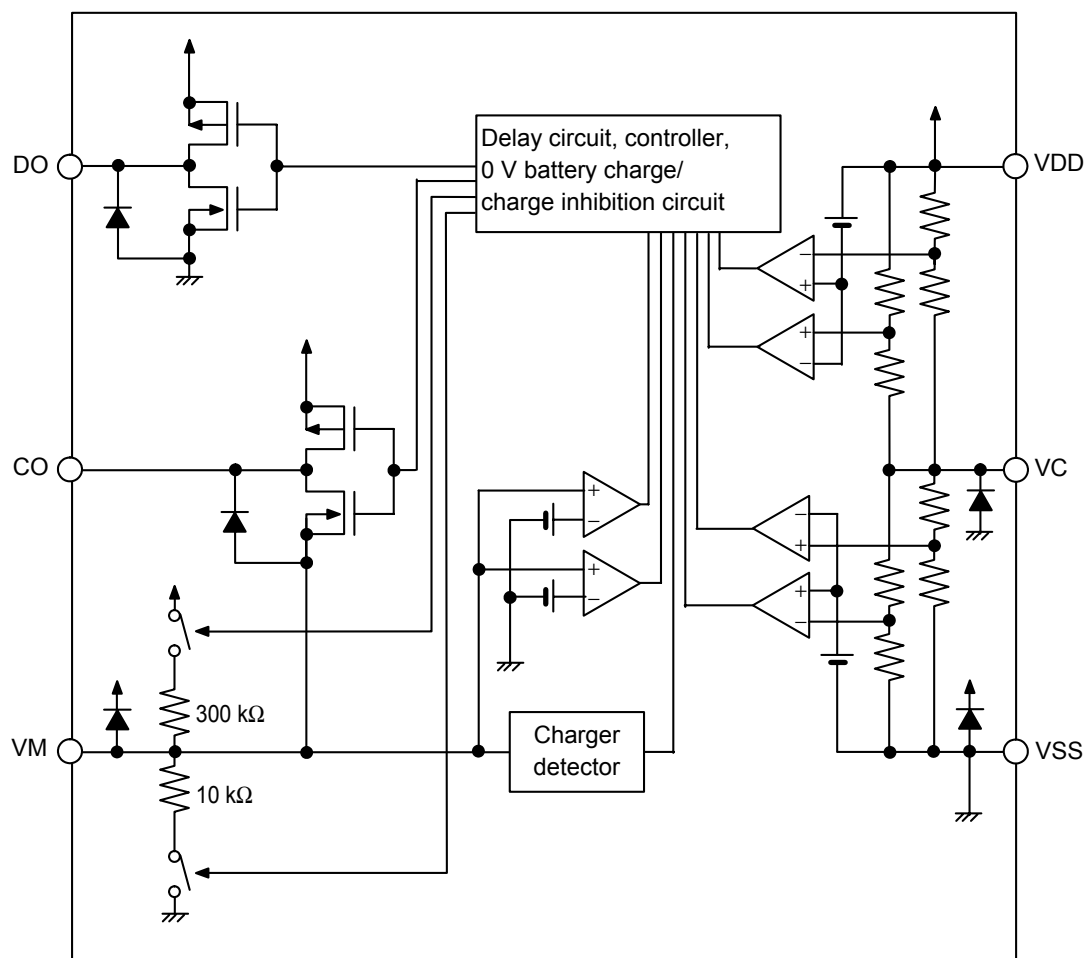 Delay circuit, controller,
0 V battery charge/
charge inhibition circuit
DO
VDD
−
+
+
−
CO
VC
+
−
−
+
+
−
+
−
300 kΩ
VM
10 kΩ
Charger
detector
VSS